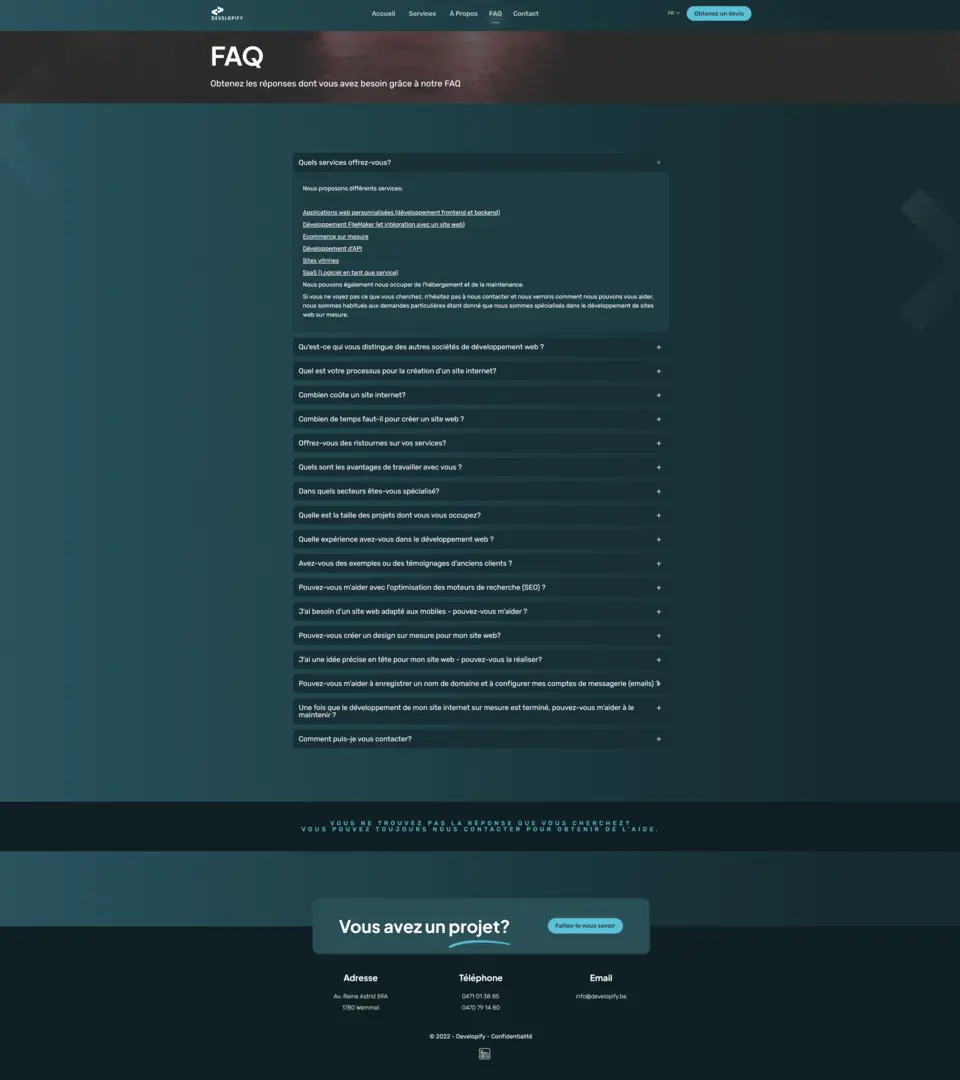 DEVELOPIFY
Accueil Services À Propos FAQ Contact
FR
Obtenez un devis
FAQ
Obtenez les réponses dont vous avez besoin grâce à notre FAQ
Quels services offrez-vous?
Nous proposons différents services:
Applications web personnalisées (développement frontend et backend)
Développement FileMaker (et intégration avec un site web)
Ecommerce sur mesure
Développement d'API
Sites vitrines
SaaS (Logiciel en tant que service)
Nous pouvons également nous occuper de l'hébergement et de la maintenance.
Si vous ne voyez pas ce que vous cherchez, n'hésitez pas à nous contacter et nous verrons comment nous pouvons vous aider,
nous sommes habitués aux demandes particulières étant donné que nous sommes spécialisés dans le développement de sites
web sur mesure.
Qu'est-ce qui vous distingue des autres sociétés de développement web ? +
Quel est votre processus pour la création d'un site internet? +
Combien coûte un site internet? +
Combien de temps faut-il pour créer un site web ? +
Offrez-vous des ristournes sur vos services? +
Quels sont les avantages de travailler avec vous ? +
Dans quels secteurs êtes-vous spécialisé? +
Quelle est la taille des projets dont vous vous occupez? +
Quelle expérience avez-vous dans le développement web ? +
Avez-vous des exemples ou des témoignages d'anciens clients ? +
Pouvez-vous m'aider avec l'optimisation des moteurs de recherche (SEO) ? +
J'ai besoin d'un site web adapté aux mobiles - pouvez-vous m'aider ? +
Pouvez-vous créer un design sur mesure pour mon site web? +
J'ai une idée précise en tête pour mon site web - pouvez-vous la réaliser? +
Pouvez-vous m'aider à enregistrer un nom de domaine et à configurer mes comptes de messagerie (emails) ? +
Une fois que le développement de mon site internet sur mesure est terminé, pouvez-vous m'aider à le +
maintenir ?
Comment puis-je vous contacter? +
VOUS NE TROUVEZ PAS LA RÉPONSE QUE VOUS CHERCHEZ?
VOUS POUVEZ TOUJOURS NOUS CONTACTER POUR OBTENIR DE L'AIDE.
Vous avez un projet?
Faites-le nous savoir
Adresse
Av. Reine Astrid 59A
1780 Wemmel
Téléphone
0471 01 38 85
0470 79 14 80
Email
info@developify.be
© 2022 - Developify - Confidentialité